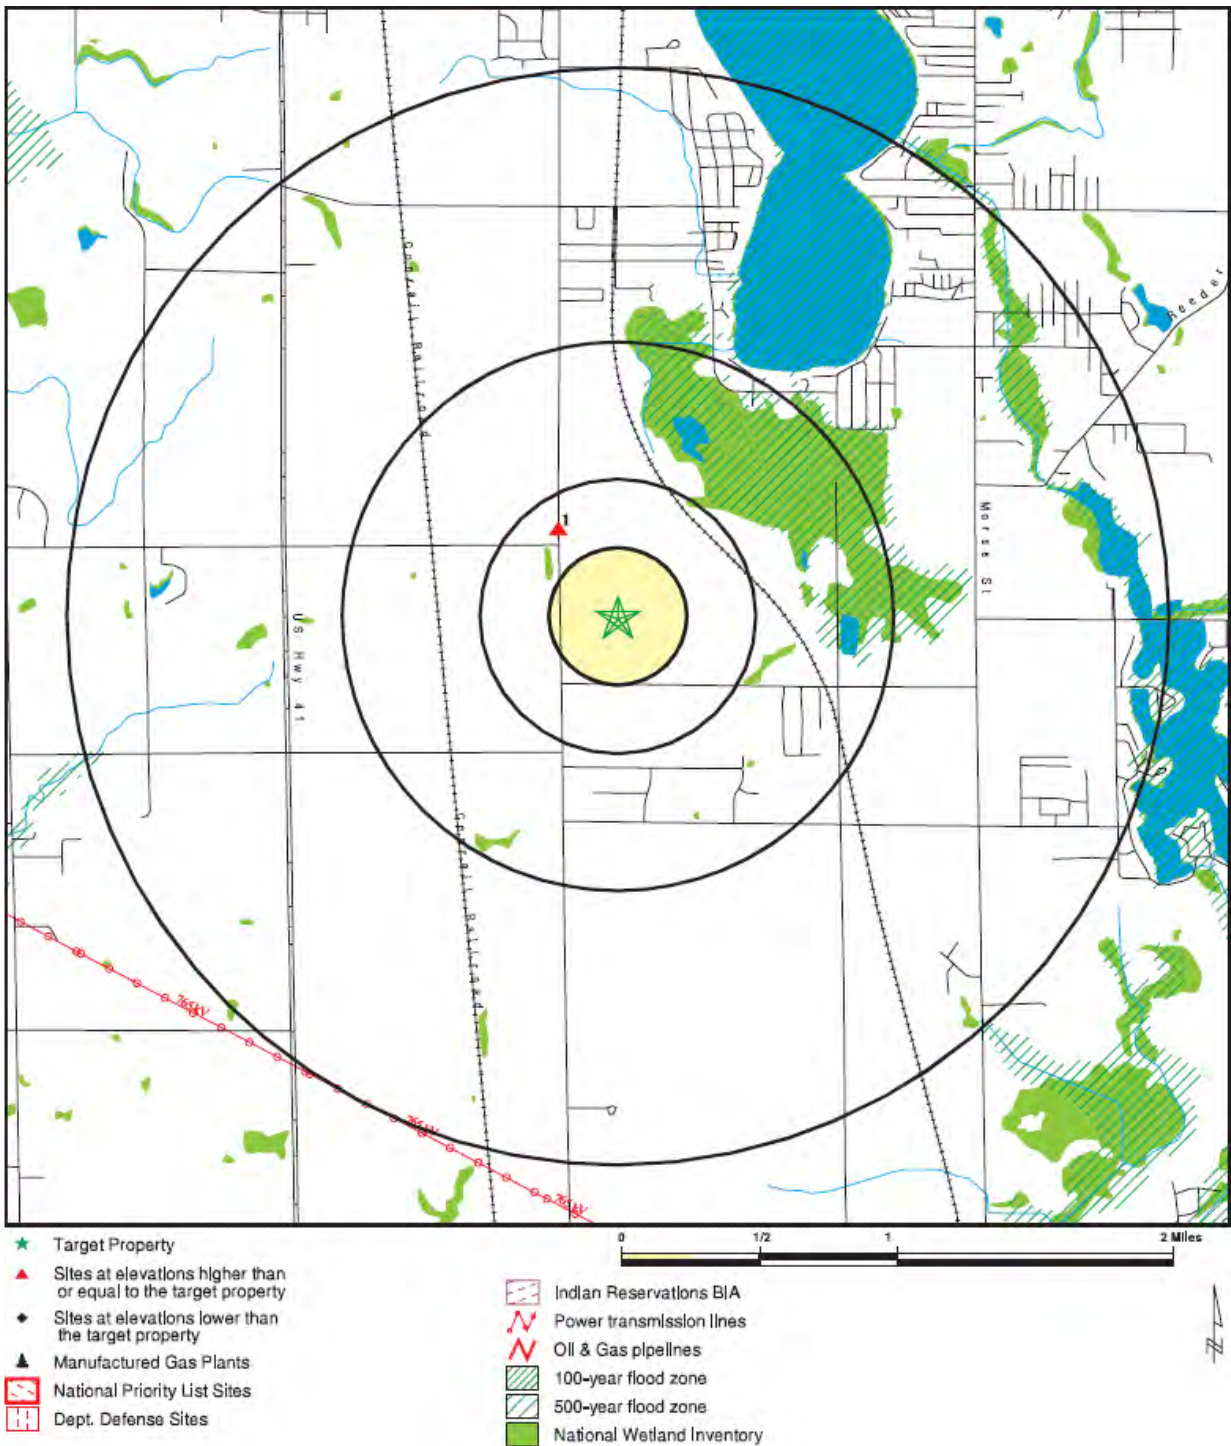 Conrail Railroad
Reeder
1
Morse St
US Hwy 41
Conrail Railroad
765kV
765kV
765kV
0 1/2 1 2 Miles
Target Property
Sites at elevations higher than
or equal to the target property
Sites at elevations lower than
the target property
Manufactured Gas Plants
National Priority List Sites
Dept. Defense Sites
Indian Reservations BIA
Power transmission lines
Oil & Gas pipelines
100-year flood zone
500-year flood zone
National Wetland Inventory